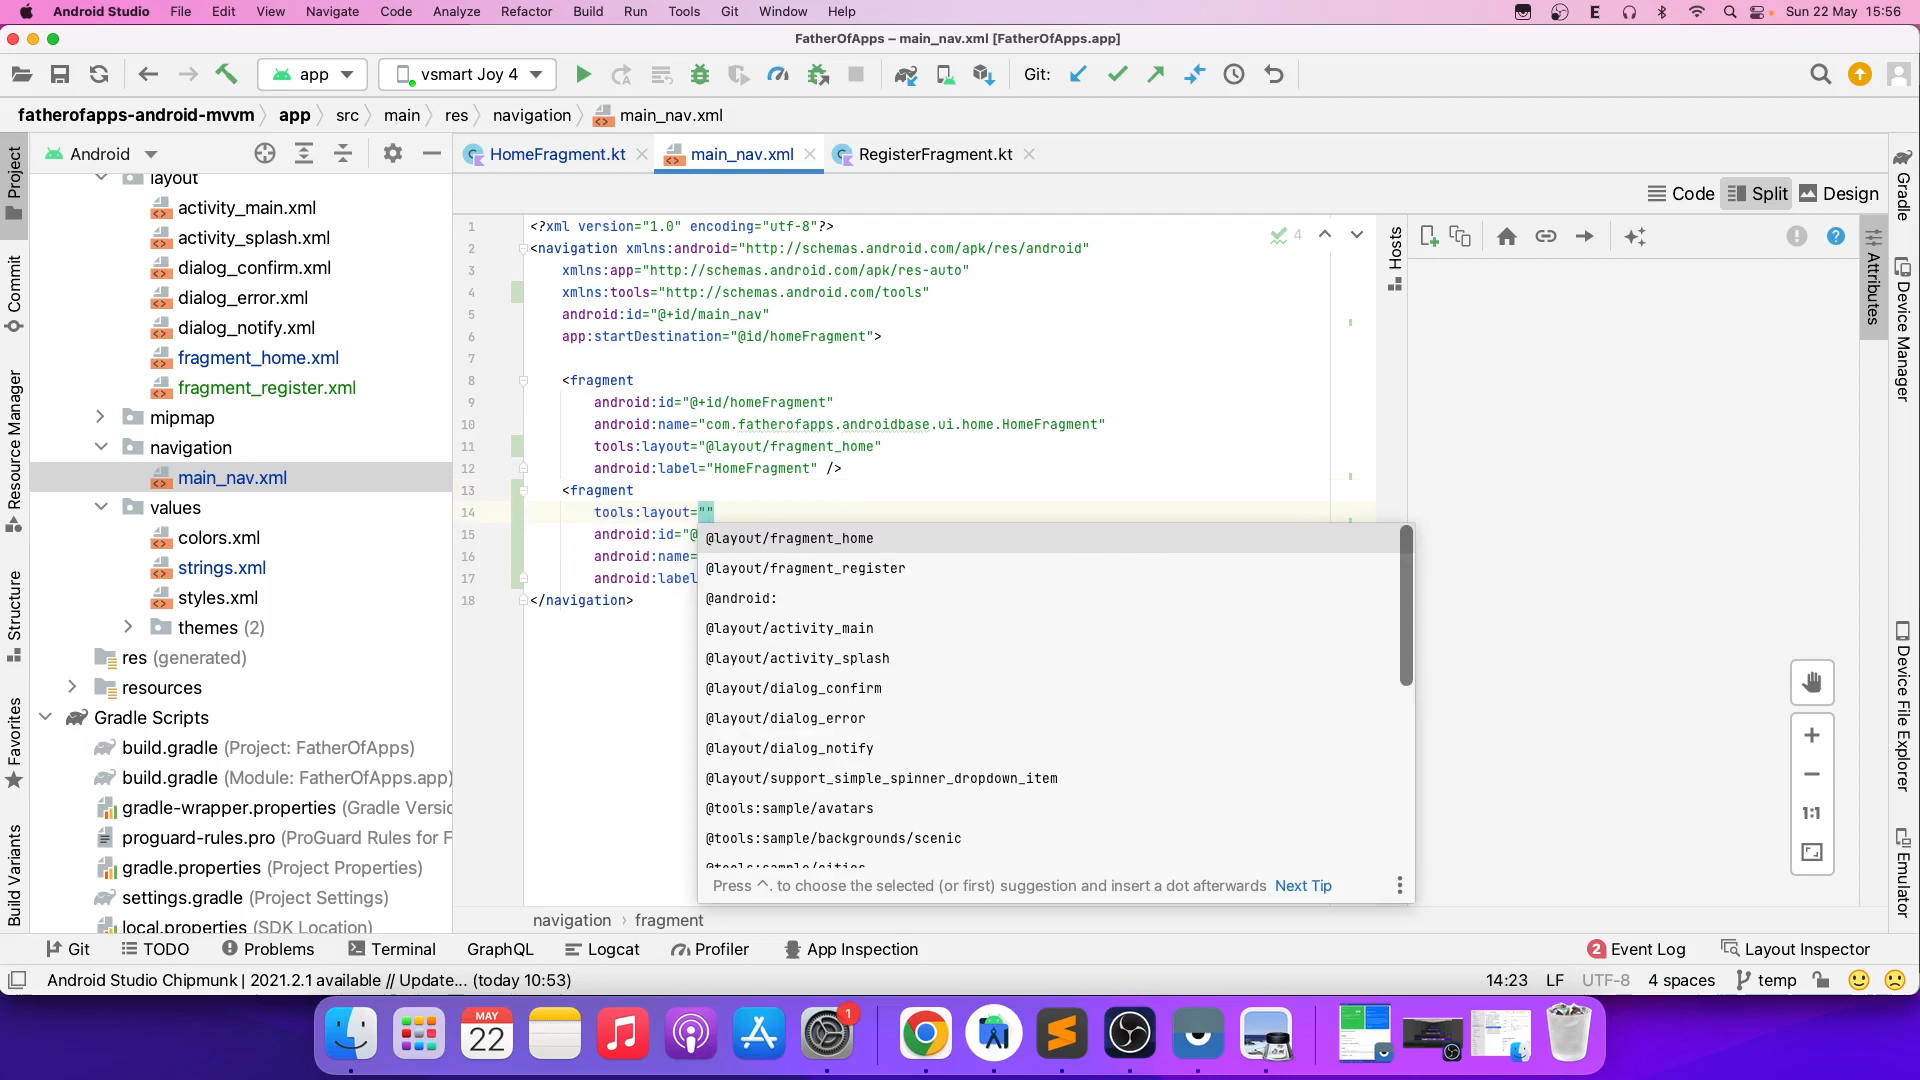 Android Studio File Edit View Navigate Code Analyze Refactor Build Run Tools Git Window Help E Sun 22 May 15:56
FatherOfApps – main_nav.xml [FatherOfApps.app]
app vsmart Joy 4 Git:
fatherofapps-android-mvvm app src main res navigation main_nav.xml
Project
Commit
Resource Manager
Structure
Favorites
Build Variants
Android
layout
activity_main.xml
activity_splash.xml
dialog_confirm.xml
dialog_error.xml
dialog_notify.xml
fragment_home.xml
fragment_register.xml
mipmap
navigation
main_nav.xml
values
colors.xml
strings.xml
styles.xml
themes (2)
res (generated)
resources
Gradle Scripts
build.gradle (Project: FatherOfApps)
build.gradle (Module: FatherOfApps.app)
gradle-wrapper.properties (Gradle Versio
proguard-rules.pro (ProGuard Rules for F
gradle.properties (Project Properties)
settings.gradle (Project Settings)
local.properties (SDK Location)
HomeFragment.kt main_nav.xml RegisterFragment.kt
Code Split Design
4
1 <?xml version="1.0" encoding="utf-8"?>
2 <navigation xmlns:android="http://schemas.android.com/apk/res/android"
3 xmlns:app="http://schemas.android.com/apk/res-auto"
4 xmlns:tools="http://schemas.android.com/tools"
5 android:id="@+id/main_nav"
6 app:startDestination="@id/homeFragment">
7
8 <fragment
9 android:id="@+id/homeFragment"
10 android:name="com.fatherofapps.androidbase.ui.home.HomeFragment"
11 tools:layout="@layout/fragment_home"
12 android:label="HomeFragment" />
13 <fragment
14 tools:layout=""
15 android:id="@
16 android:name=
17 android:label
18 </navigation>
@layout/fragment_home
@layout/fragment_register
@android:
@layout/activity_main
@layout/activity_splash
@layout/dialog_confirm
@layout/dialog_error
@layout/dialog_notify
@layout/support_simple_spinner_dropdown_item
@tools:sample/avatars
@tools:sample/backgrounds/scenic
@tools:sample/cities
Press ^. to choose the selected (or first) suggestion and insert a dot afterwards Next Tip
Hosts
Attributes
1:1
Gradle
Device Manager
Device File Explorer
Emulator
navigation › fragment
Git TODO Problems Terminal GraphQL Logcat Profiler App Inspection 2 Event Log Layout Inspector
Android Studio Chipmunk | 2021.2.1 available // Update... (today 10:53) 14:23 LF UTF-8 4 spaces temp
MAY
22
1